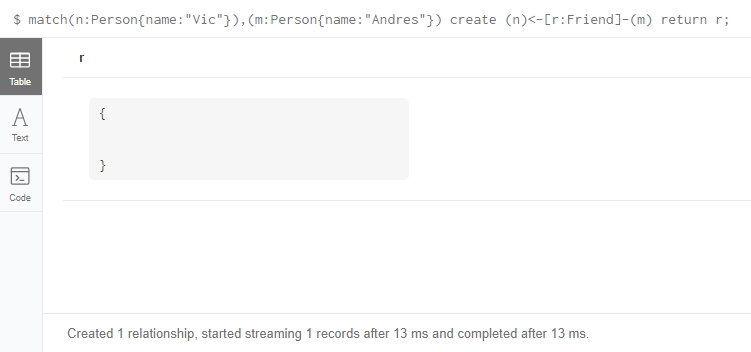 $ match(n:Person{name:"Vic"}),(m:Person{name:"Andres"}) create (n)<-[r:Friend]-(m) return r;
Table
r
{
}
A
Text
>_
Code
Created 1 relationship, started streaming 1 records after 13 ms and completed after 13 ms.